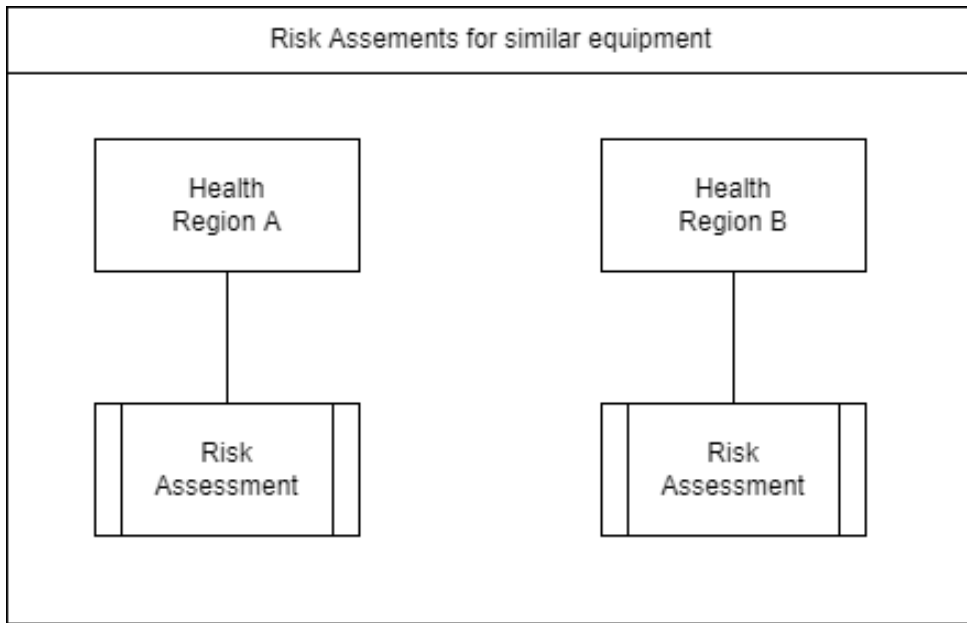 Risk Assements for similar equipment
Health
Region A
Health
Region B
Risk
Assessment
Risk
Assessment